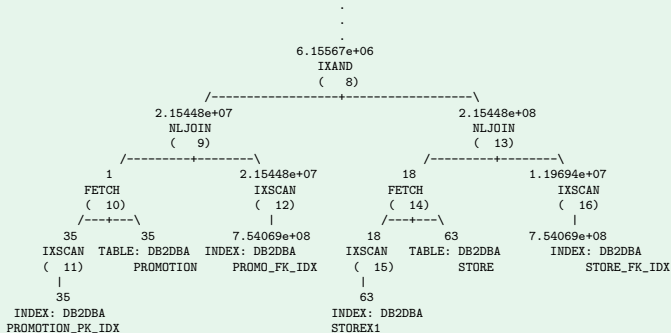 .
.
.
6.15567e+06
IXAND
( 8)
/------------------+------------------\
2.15448e+07 2.15448e+08
NLJOIN NLJOIN
( 9) ( 13)
/---------+--------\ /---------+--------\
1 2.15448e+07 18 1.19694e+07
FETCH IXSCAN FETCH IXSCAN
( 10) ( 12) ( 14) ( 16)
/---+---\ | /---+---\ |
35 35 7.54069e+08 18 63 7.54069e+08
IXSCAN TABLE: DB2DBA INDEX: DB2DBA IXSCAN TABLE: DB2DBA INDEX: DB2DBA
( 11) PROMOTION PROMO_FK_IDX ( 15) STORE STORE_FK_IDX
| |
35 63
INDEX: DB2DBA INDEX: DB2DBA
PROMOTION_PK_IDX STOREX1